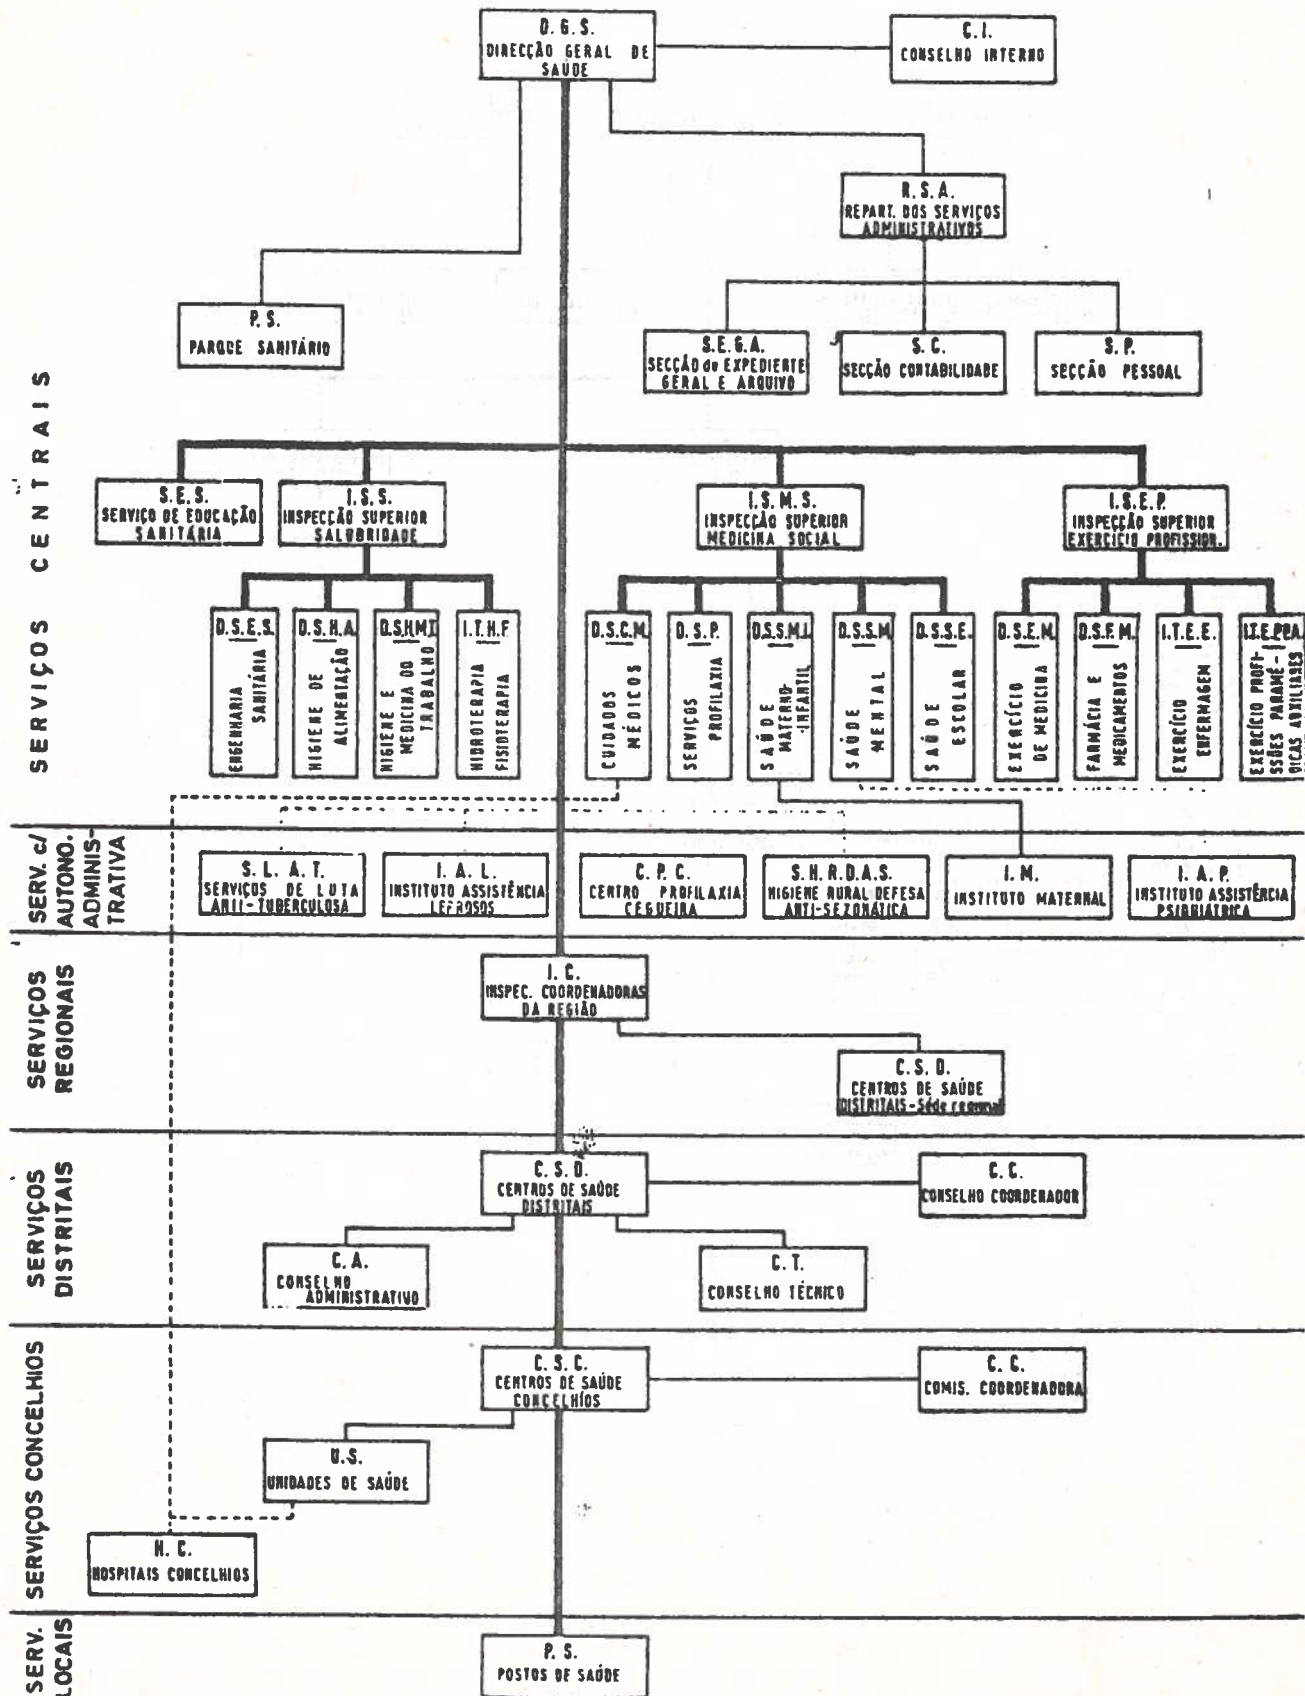 D. G. S.
DIRECÇÃO GERAL DE
SAÚDE
C. I.
CONSELHO INTERNO
R. S. A.
REPART. DOS SERVIÇOS
ADMINISTRATIVOS
P. S.
PARQUE SANITÁRIO
S.E.G.A.
SECÇÃO de EXPEDIENTE
GERAL E ARQUIVO
S. C.
SECÇÃO CONTABILIDADE
S. P.
SECÇÃO PESSOAL
SERVIÇOS CENTRAIS
S.E.S.
SERVIÇO DE EDUCAÇÃO
SANITÁRIA
I.S.S.
INSPECÇÃO SUPERIOR
SALUBRIDADE
I.S.M.S.
INSPECÇÃO SUPERIOR
MEDICINA SOCIAL
I.S.E.P.
INSPECÇÃO SUPERIOR
EXERCÍCIO PROFISSION.
D.S.E.S.
ENGENHARIA
SANITÁRIA
D.S.H.A.
HIGIENE DE
ALIMENTAÇÃO
D.S.H.M.T.
HIGIENE E
MEDICINA DO
TRABALHO
I.T.H.F.
HIDROTERAPIA
FISIOTERAPIA
D.S.C.M.
CUIDADOS
MÉDICOS
D.S.P.
SERVIÇOS
PROFILAXIA
D.S.S.M.I.
SAÚDE
MATERNO-
-INFANTIL
D.S.S.M.
SAÚDE
MENTAL
D.S.S.E.
SAÚDE
ESCOLAR
D.S.E.M.
EXERCÍCIO
DE MEDICINA
D.S.F.M.
FARMÁCIA E
MEDICAMENTOS
I.T.E.E.
EXERCÍCIO
ENFERMAGEM
I.T.E.P.P.A.
EXERCÍCIO PROFI-
SSÕES PARAMÉ-
DICAS AUXILIARES
SERV. c/
AUTONO.
ADMINIS-
TRATIVA
S. L. A. T.
SERVIÇOS DE LUTA
ANTI-TUBERCULOSA
I. A. L.
INSTITUTO ASSISTÊNCIA
LEPROSOS
C. P. C.
CENTRO PROFILAXIA
CEGUEIRA
S.H.R.D.A.S.
HIGIENE RURAL DEFESA
ANTI-SEZONÁTICA
I. M.
INSTITUTO MATERNAL
I. A. P.
INSTITUTO ASSISTÊNCIA
PSIQUIÁTRICA
SERVIÇOS
REGIONAIS
I. C.
INSPEC. COORDENADORAS
DA REGIÃO
C. S. D.
CENTROS DE SAÚDE
DISTRITAIS - Séde regional
SERVIÇOS
DISTRITAIS
C. S. D.
CENTROS DE SAÚDE
DISTRITAIS
C. C.
CONSELHO COORDENADOR
C. A.
CONSELHO
ADMINISTRATIVO
C. T.
CONSELHO TÉCNICO
SERVIÇOS CONCELHIOS
C. S. C.
CENTROS DE SAÚDE
CONCELHÍOS
C. C.
COMIS. COORDENADORA
U.S.
UNIDADES DE SAÚDE
H. C.
HOSPITAIS CONCELHIOS
SERV.
LOCAIS
P. S.
POSTOS DE SAÚDE